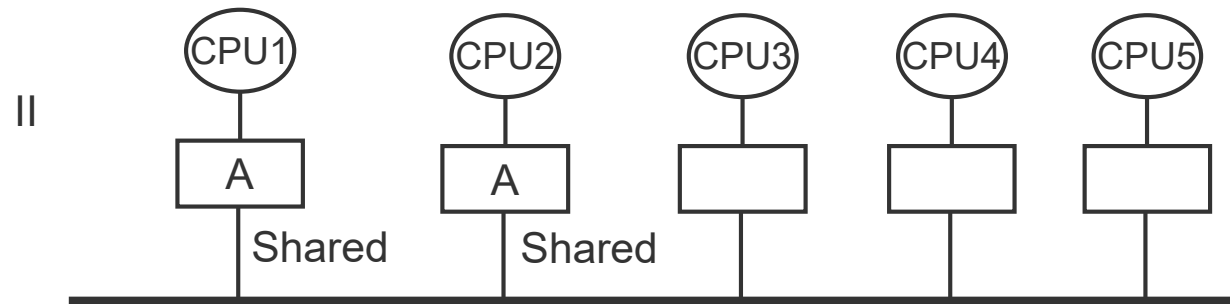 CPU1 CPU2 CPU3 CPU4 CPU5
II
A A
Shared Shared